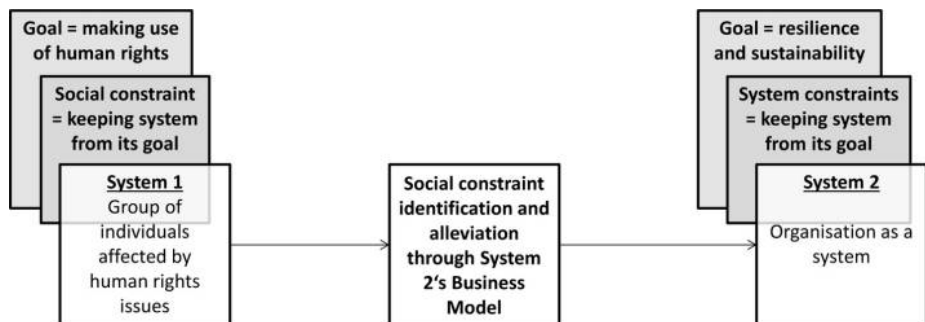 Goal = making use
of human rights
Social constraint
= keeping system
from its goal
System 1
Group of
individuals
affected by
human rights
issues
Social constraint
identification and
alleviation
through System
2‘s Business
Model
Goal = resilience
and sustainability
System constraints
= keeping system
from its goal
System 2
Organisation as a
system